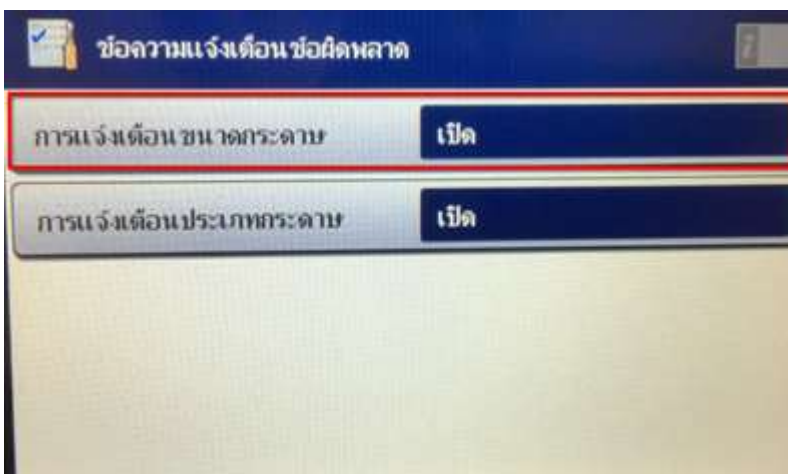 ข้อความแจ้งเตือนข้อผิดพลาด
การแจ้งเตือนขนาดกระดาษ เปิด
การแจ้งเตือนประเภทกระดาษ เปิด